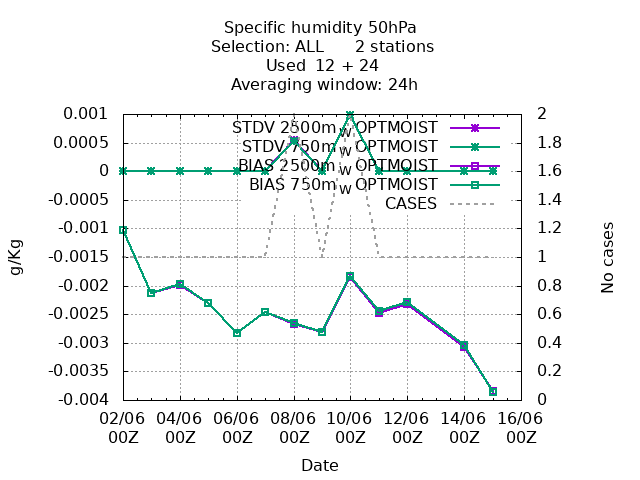 Specific humidity 50hPa
Selection: ALL 2 stations
Used 12 + 24
Averaging window: 24h
STDV 2500m_w OPTMOIST
STDV 750m_w OPTMOIST
BIAS 2500m_w OPTMOIST
BIAS 750m_w OPTMOIST
CASES
0.001
0.0005
0
-0.0005
-0.001
-0.0015
-0.002
-0.0025
-0.003
-0.0035
-0.004
g/Kg
2
1.8
1.6
1.4
1.2
1
0.8
0.6
0.4
0.2
0
No cases
02/06 04/06 06/06 08/06 10/06 12/06 14/06 16/06
00Z 00Z 00Z 00Z 00Z 00Z 00Z 00Z
Date